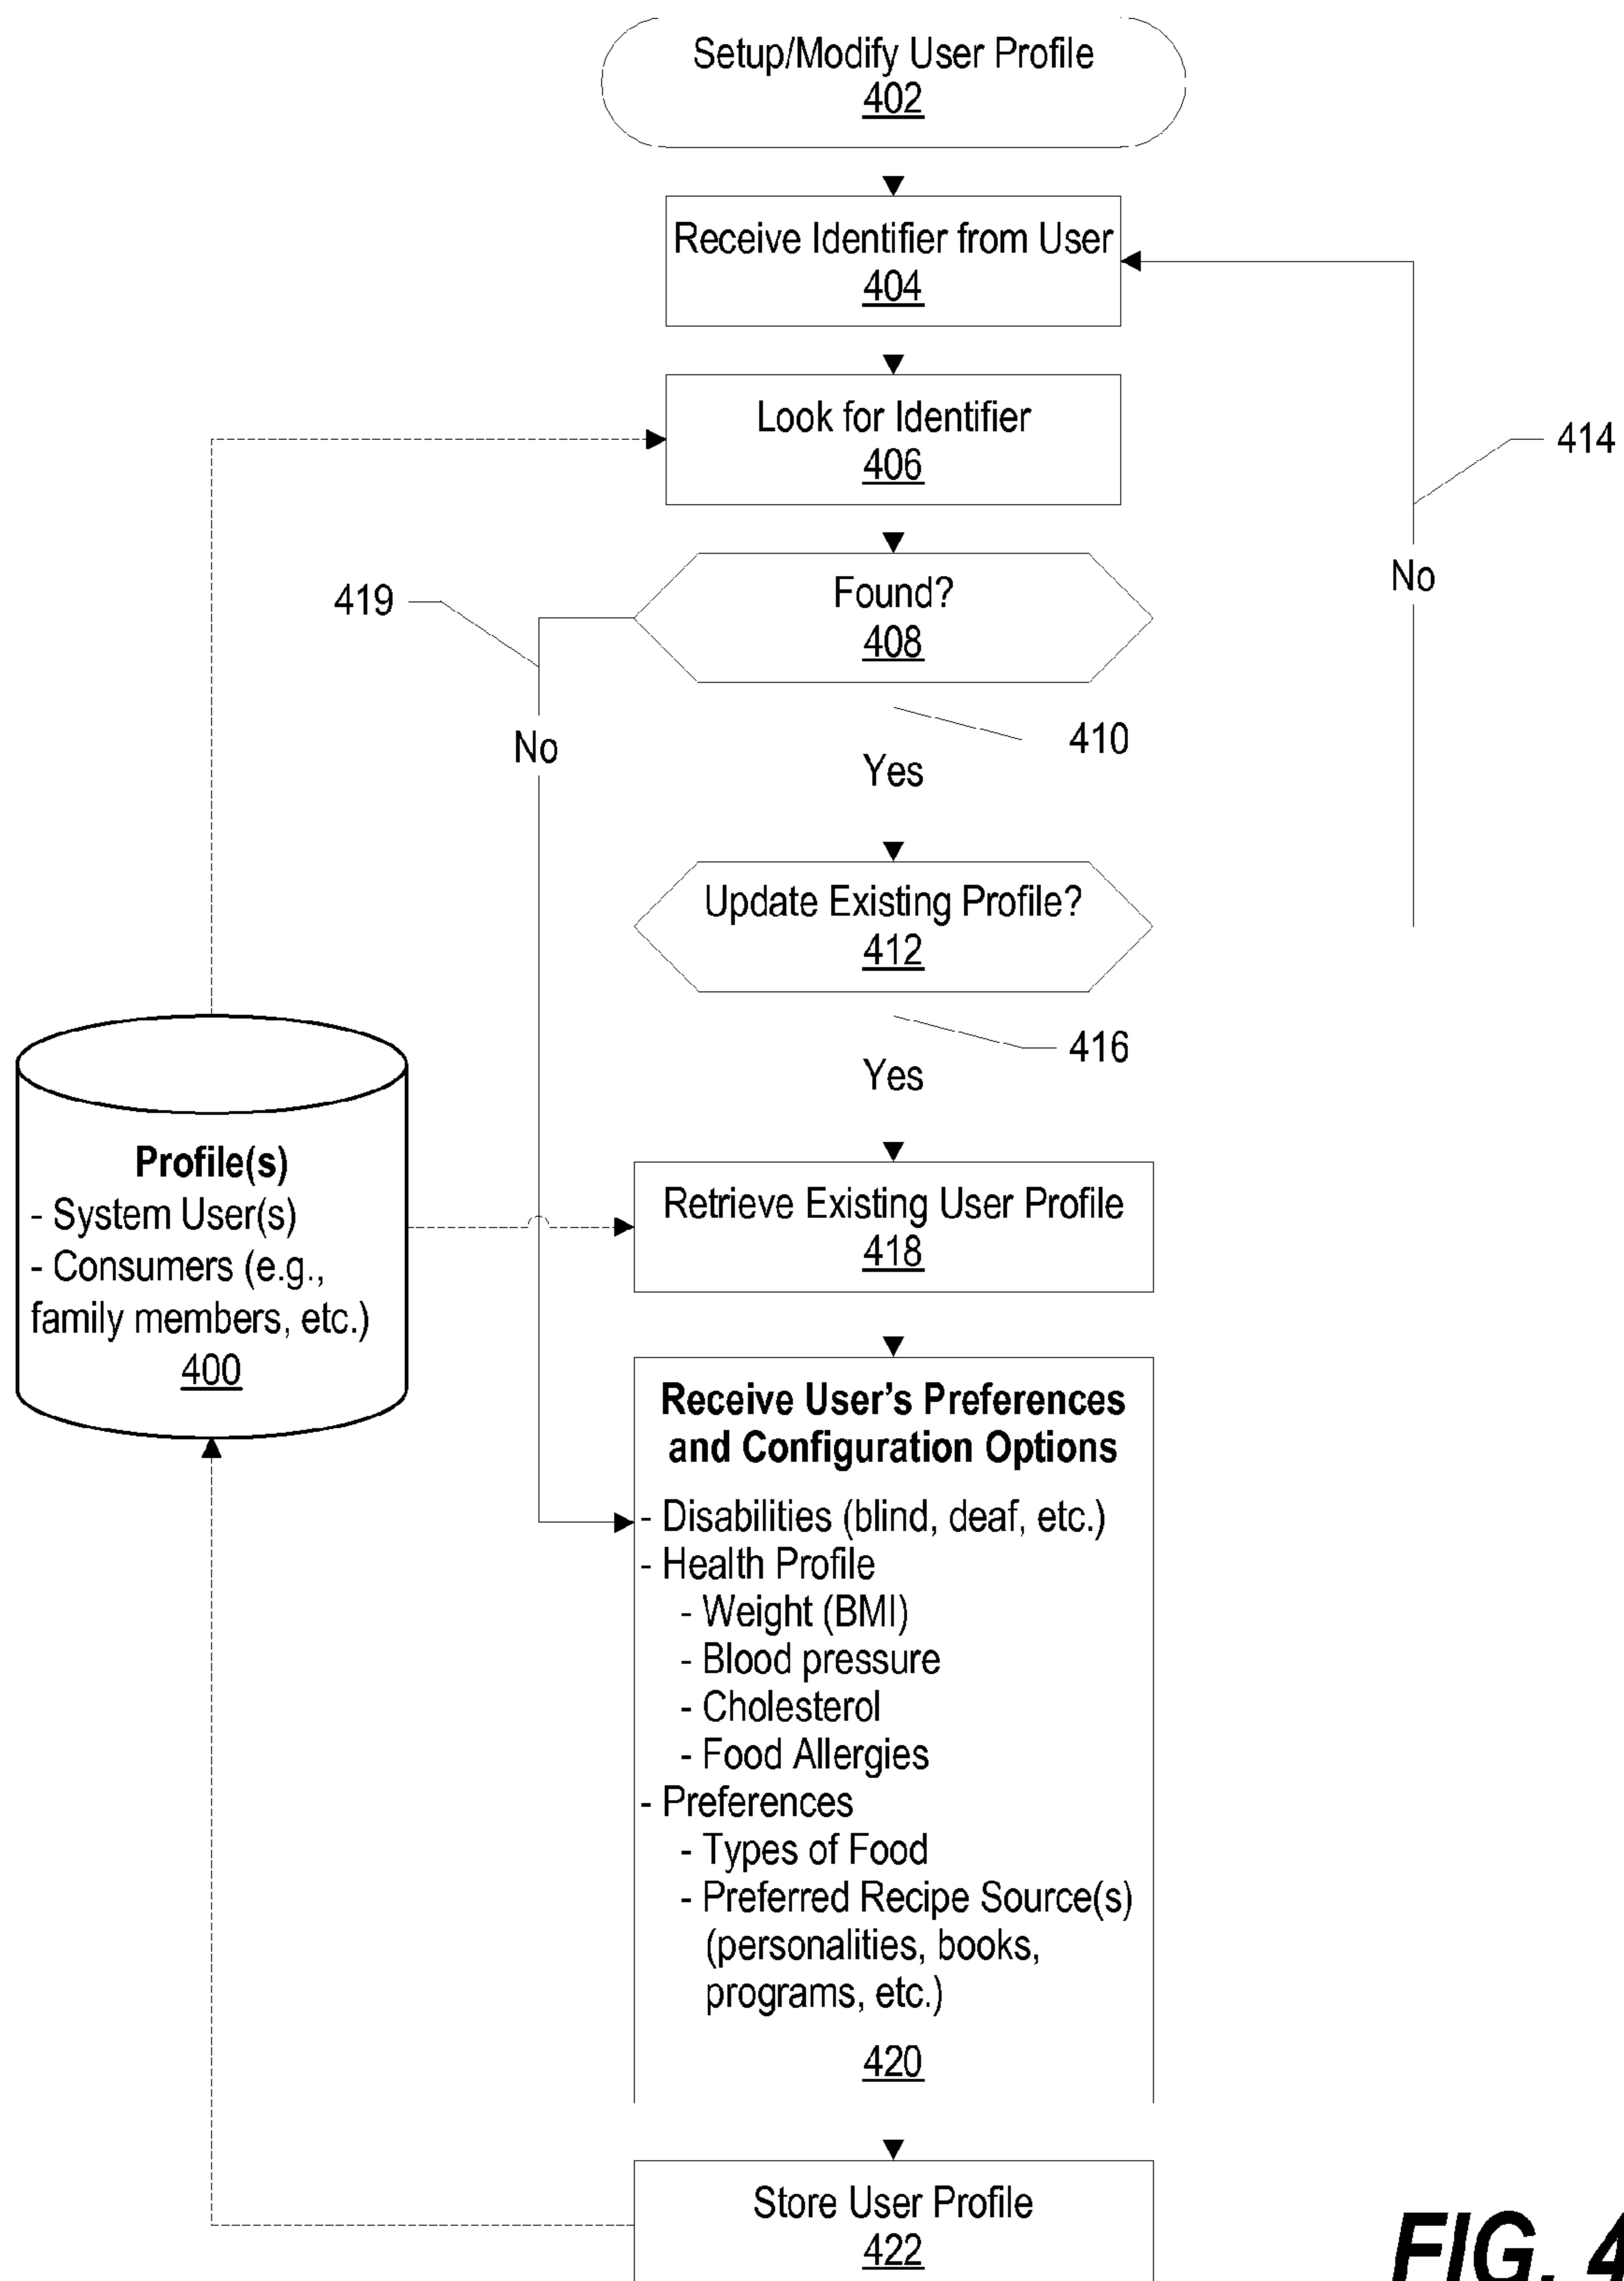 Setup/Modify User Profile
402
Receive Identifier from User
404
Look for Identifier
406
414
No
Found?
408
419
No
410
Yes
Update Existing Profile?
412
416
Yes
Profile(s)
- System User(s)
- Consumers (e.g.,
family members, etc.)
400
Retrieve Existing User Profile
418
Receive User's Preferences
and Configuration Options
- Disabilities (blind, deaf, etc.)
- Health Profile
- Weight (BMI)
- Blood pressure
- Cholesterol
- Food Allergies
- Preferences
- Types of Food
- Preferred Recipe Source(s)
(personalities, books,
programs, etc.)
420
Store User Profile
422
FIG. 4